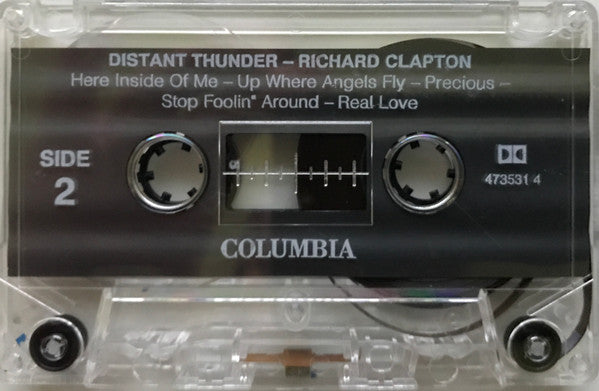 DISTANT THUNDER – RICHARD CLAPTON
Here Inside Of Me – Up Where Angels Fly – Precious –
Stop Foolin" Around – Real Love
SIDE
2
473531 4
COLUMBIA